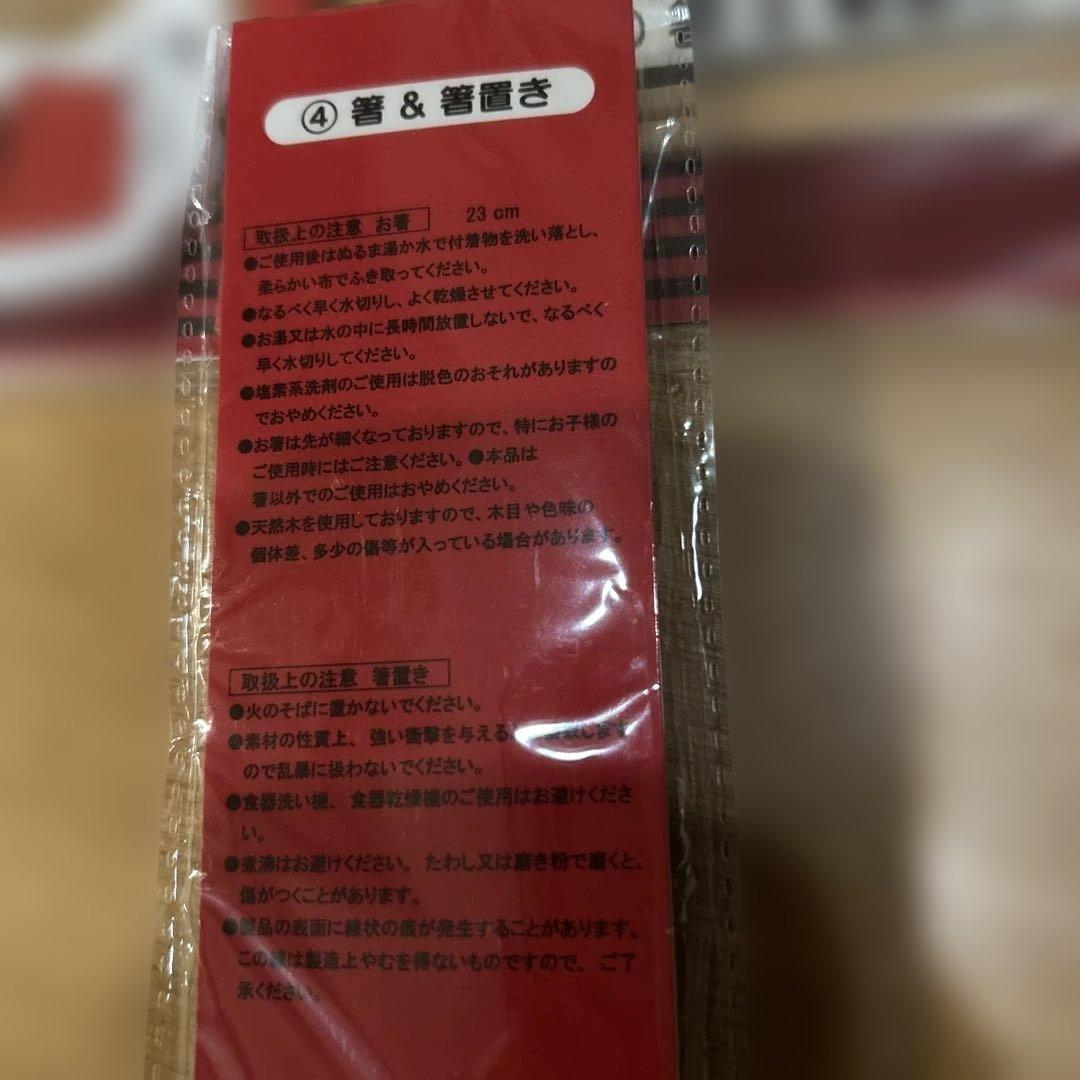 ④ 箸 & 箸置き
取扱上の注意 お箸 23 cm
●ご使用後はぬるま湯か水で付着物を洗い落とし、
柔らかい布でふき取ってください。
●なるべく早く水切りし、よく乾燥させてください。
●お湯又は水の中に長時間放置しないで、なるべく
早く水切りしてください。
●塩素系洗剤のご使用は脱色のおそれがありますの
でおやめください。
●お箸は先が細くなっておりますので、特にお子様の
ご使用時にはご注意ください。●本品は
箸以外でのご使用はおやめください。
●天然木を使用しておりますので、木目や色味の
個体差、多少の傷等が入っている場合があります。
取扱上の注意 箸置き
●火のそばに置かないでください。
●素材の性質上、強い衝撃を与える
ので乱暴に扱わないでください。
●食器洗い機、食器乾燥機のご使用はお避けくださ
い。
●煮沸はお避けください。たわし又は磨き粉で磨くと、
傷がつくことがあります。
●製品の表面に線状の痕が発生することがあります。
この線は製造上やむを得ないものですので、ご了
承ください。